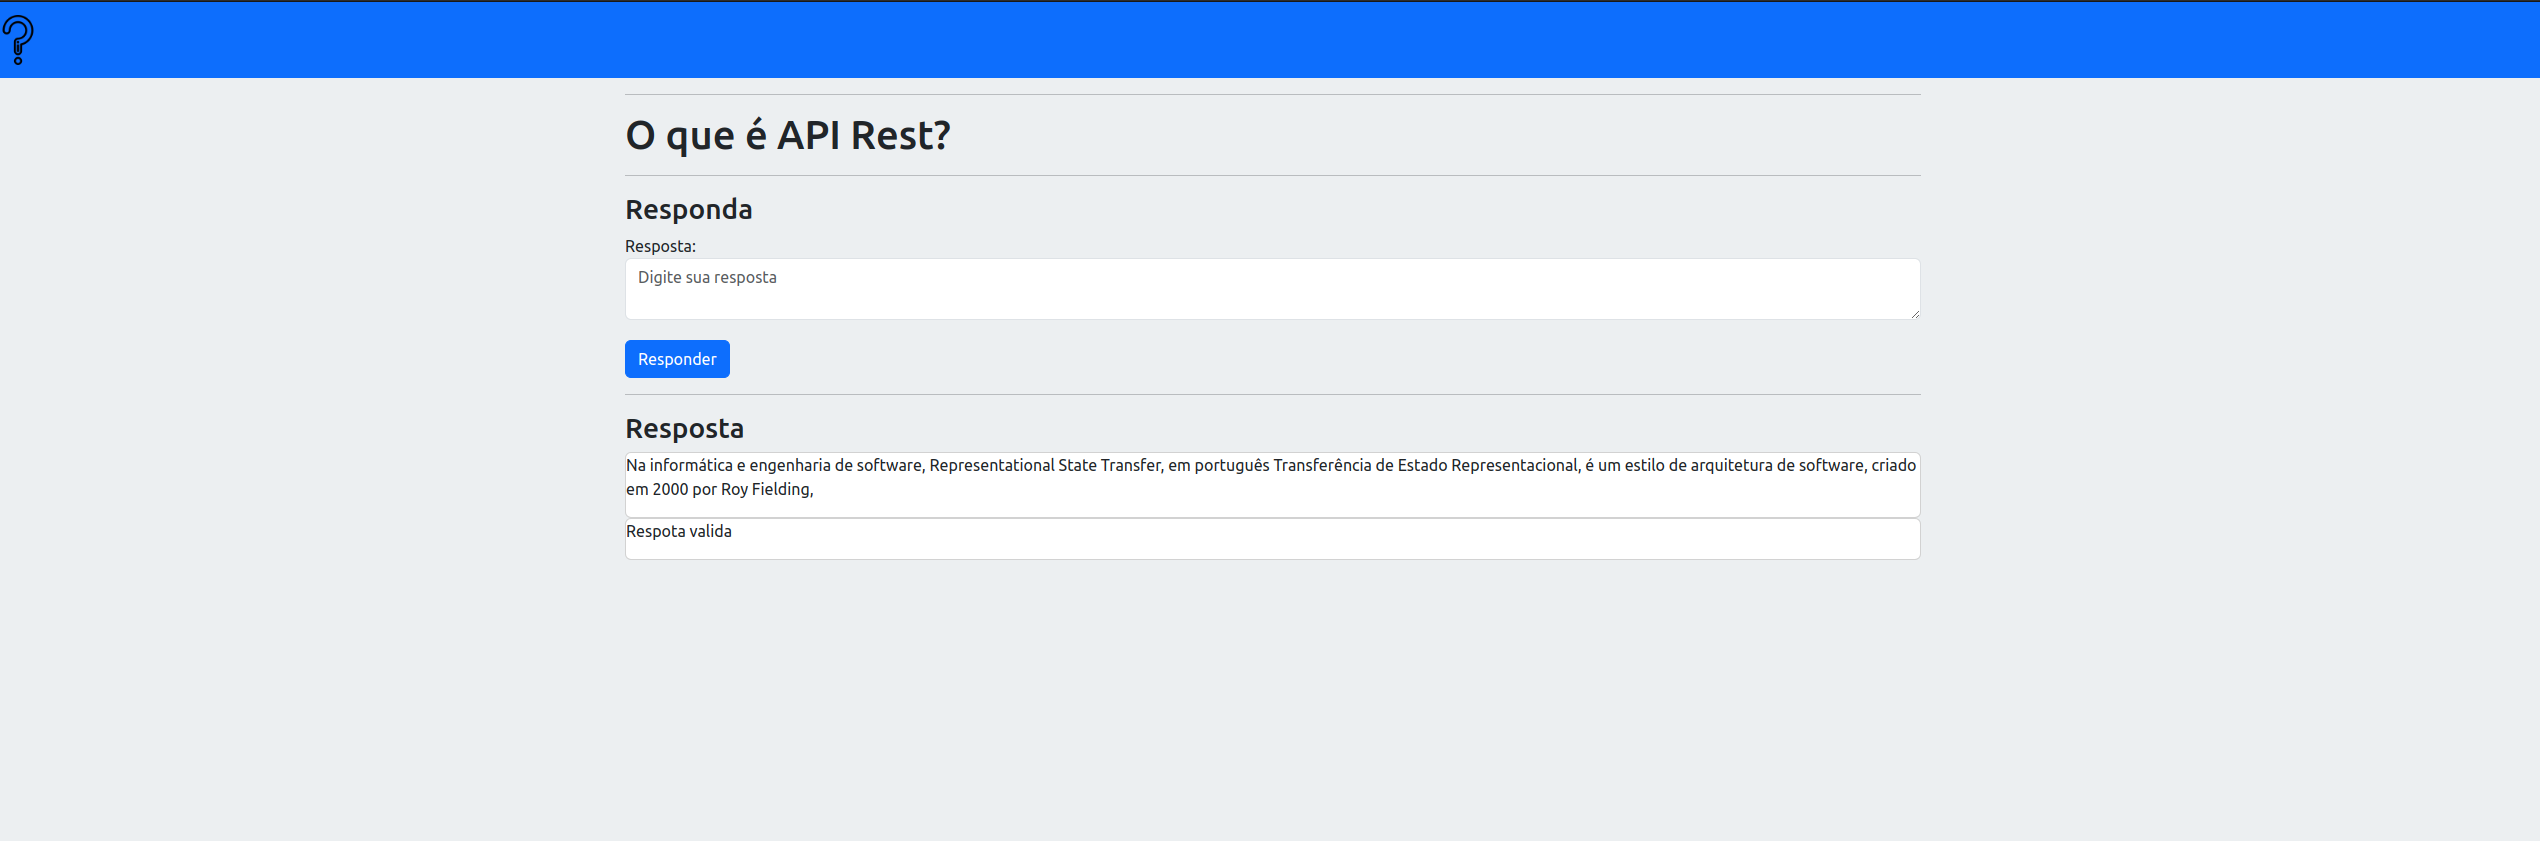 O que é API Rest?
Responda
Resposta:
Digite sua resposta
Responder
Resposta
Na informática e engenharia de software, Representational State Transfer, em português Transferência de Estado Representacional, é um estilo de arquitetura de software, criado
em 2000 por Roy Fielding,
Respota valida